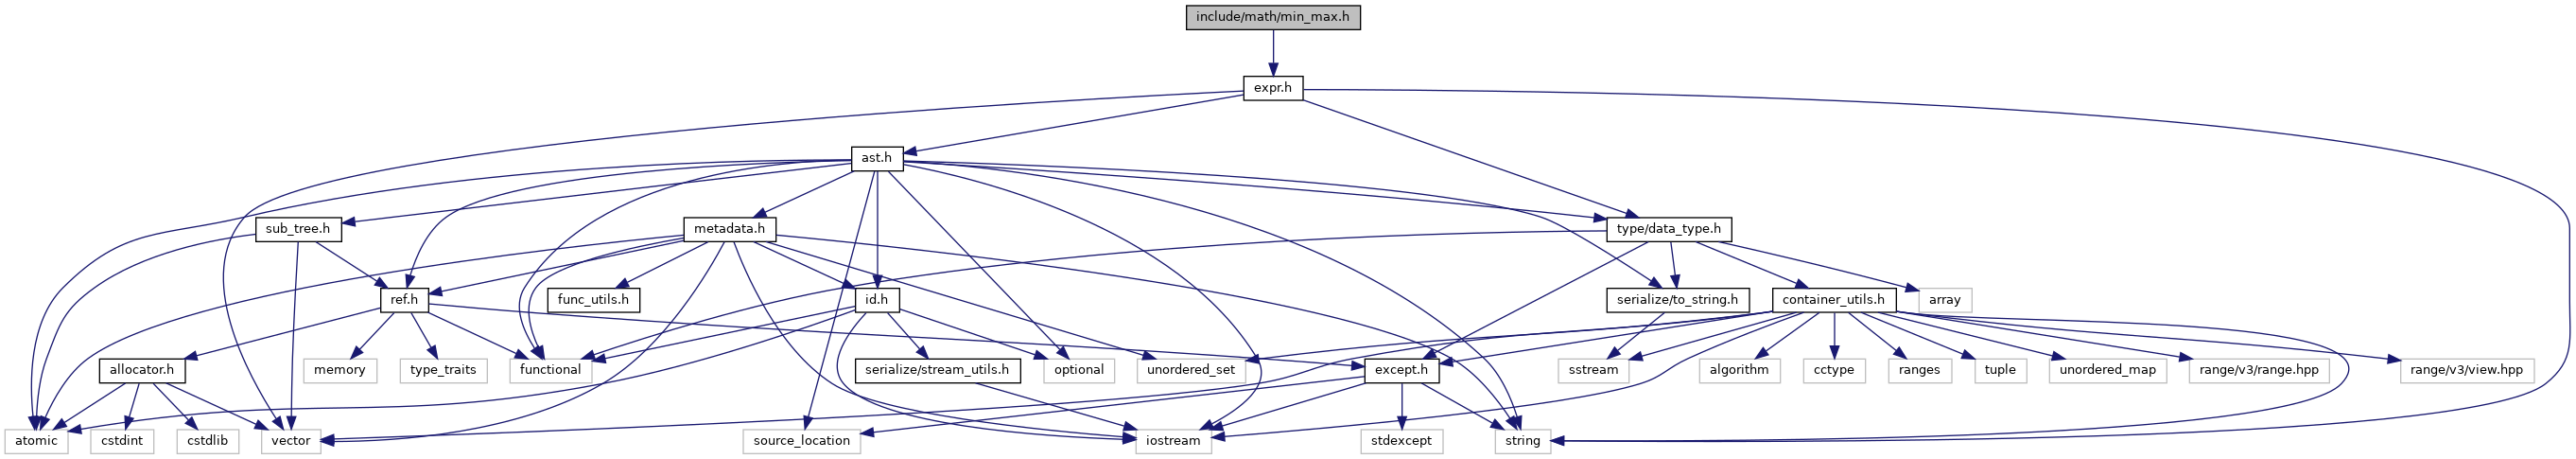 include/math/min_max.h
expr.h
ast.h
sub_tree.h
metadata.h
type/data_type.h
ref.h
func_utils.h
id.h
serialize/to_string.h
container_utils.h
array
allocator.h
memory
type_traits
functional
serialize/stream_utils.h
optional
unordered_set
except.h
sstream
algorithm
cctype
ranges
tuple
unordered_map
range/v3/range.hpp
range/v3/view.hpp
atomic
cstdint
cstdlib
vector
source_location
iostream
stdexcept
string